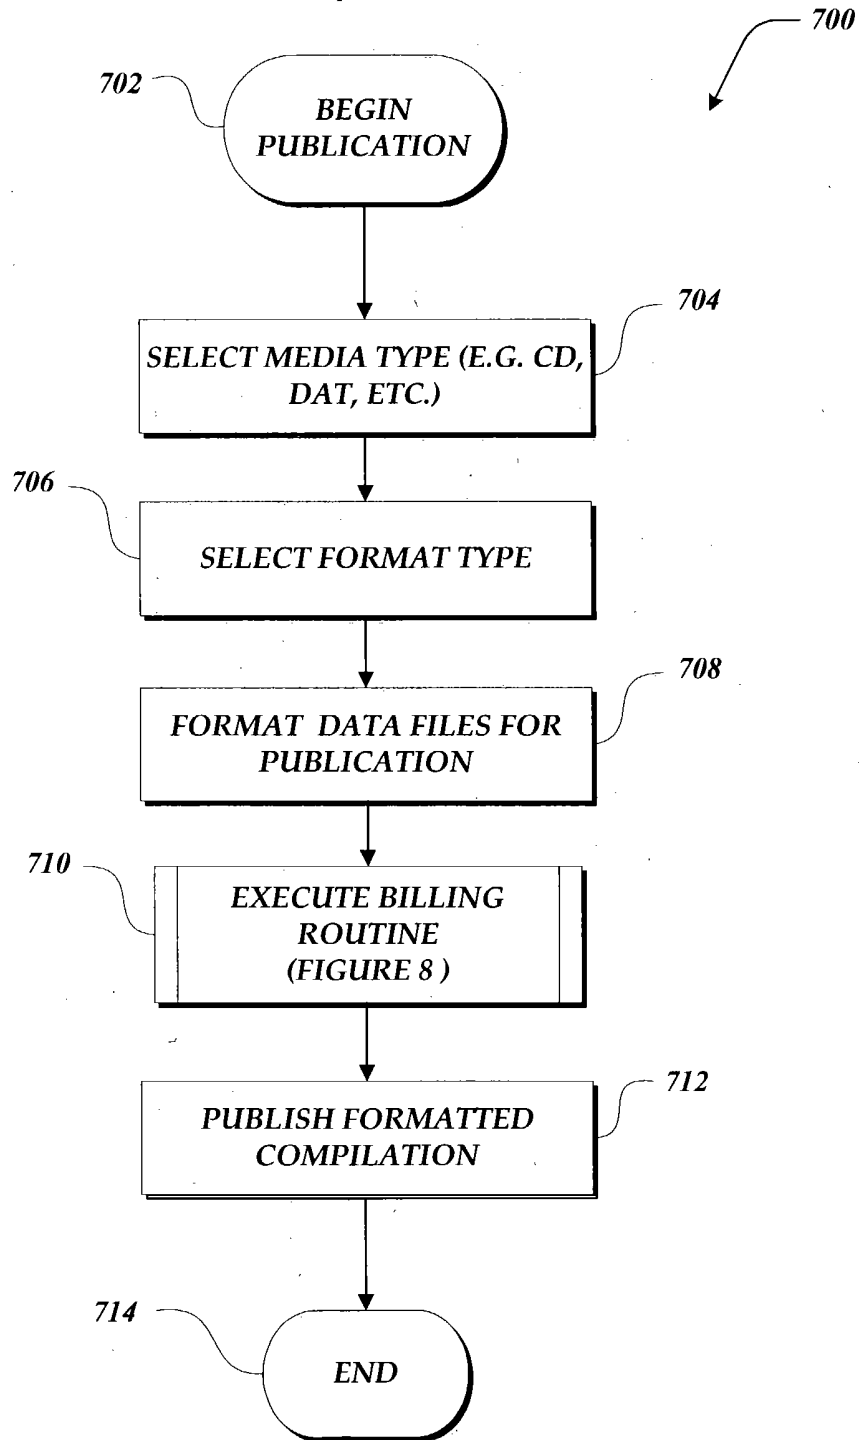 700
702
BEGIN
PUBLICATION
704
SELECT MEDIA TYPE (E.G. CD,
DAT, ETC.)
706
SELECT FORMAT TYPE
708
FORMAT DATA FILES FOR
PUBLICATION
710
EXECUTE BILLING
ROUTINE
(FIGURE 8 )
712
PUBLISH FORMATTED
COMPILATION
714
END